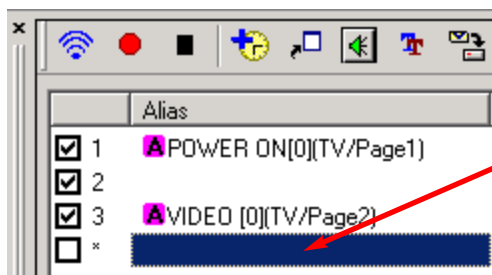 Alias
1 APOWER ON[0](TV/Page1)
2
3 AVIDEO [0](TV/Page2)
*